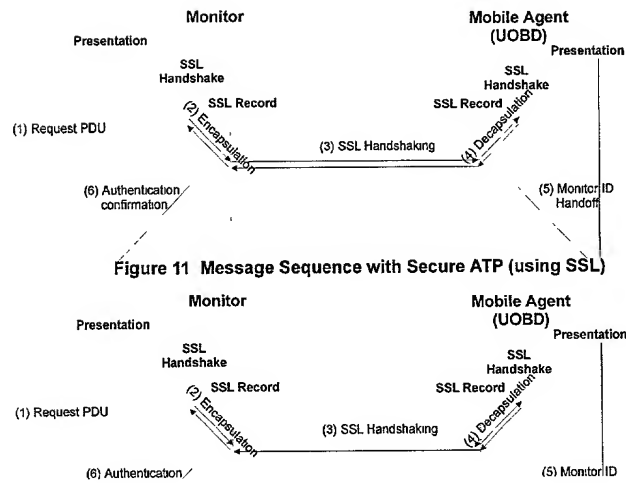 Monitor
Mobile Agent
(UOBD)
Presentation
Presentation
SSL
Handshake
SSL
Handshake
SSL Record
SSL Record
(1) Request PDU
(2) Encapsulation
(3) SSL Handshaking
(4) Decapsulation
(6) Authentication
confirmation
(5) Monitor ID
Handoff
Figure 11 Message Sequence with Secure ATP (using SSL)
Monitor
Mobile Agent
(UOBD)
Presentation
Presentation
SSL
Handshake
SSL
Handshake
SSL Record
SSL Record
(1) Request PDU
(2) Encapsulation
(3) SSL Handshaking
(4) Decapsulation
(6) Authentication
(5) Monitor ID